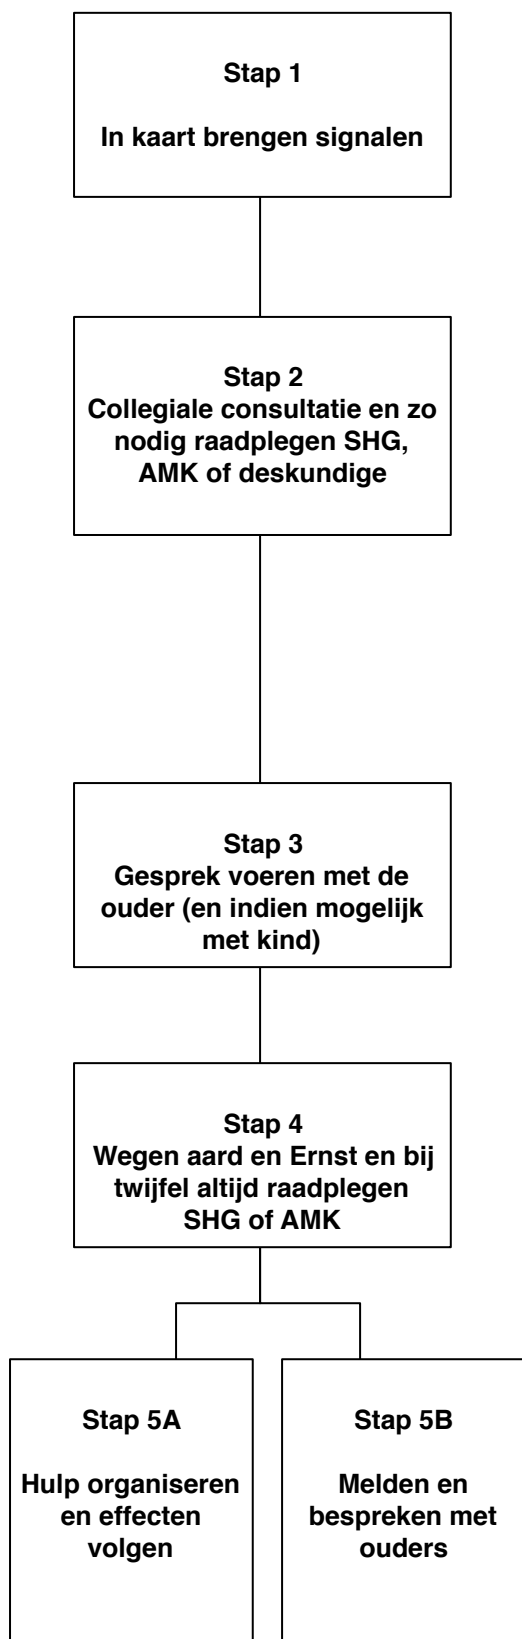 Stap 1
In kaart brengen signalen
Stap 2
Collegiale consultatie en zo
nodig raadplegen SHG,
AMK of deskundige
Stap 3
Gesprek voeren met de
ouder (en indien mogelijk
met kind)
Stap 4
Wegen aard en Ernst en bij
twijfel altijd raadplegen
SHG of AMK
Stap 5A
Hulp organiseren
en effecten
volgen
Stap 5B
Melden en
bespreken met
ouders